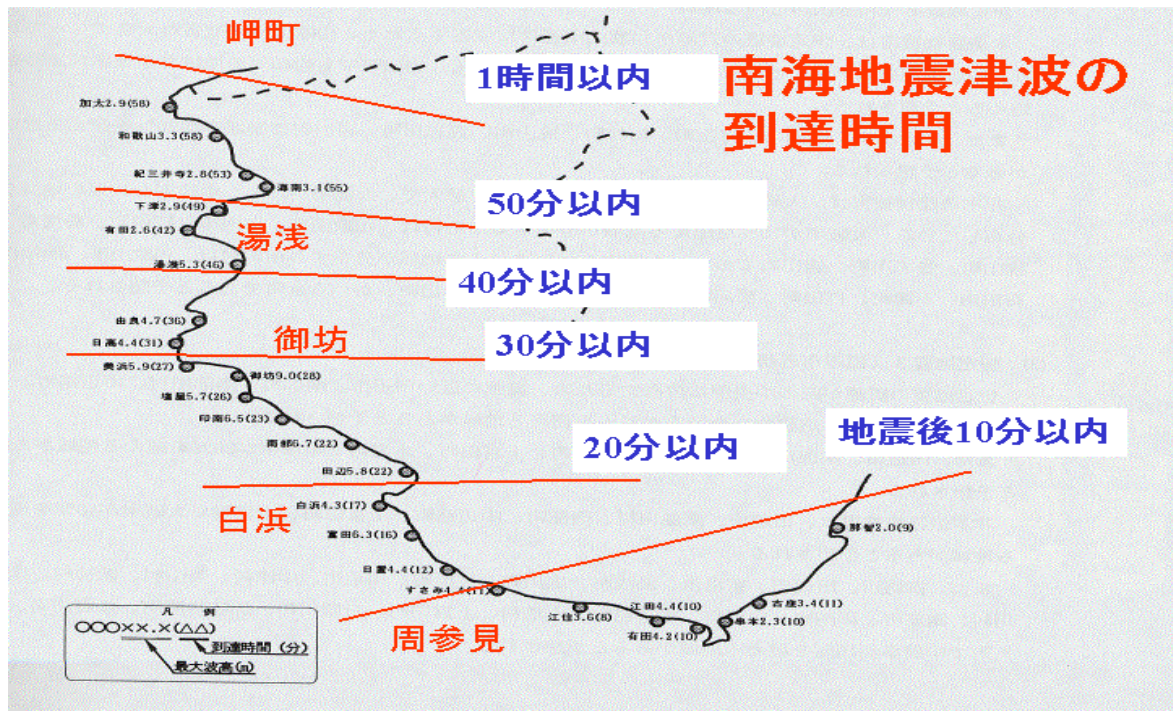 岬町
1時間以内
南海地震津波の
到達時間
加太2.9(58)
和歌山3.3(58)
紀三井寺2.8(53)
海南3.1(55)
下津2.9(49)
50分以内
有田2.6(42)
湯浅
湯浅5.3(46)
40分以内
由良4.7(36)
御坊
30分以内
日高4.4(31)
美浜5.9(27)
御坊9.0(28)
塩屋5.7(26)
印南6.5(23)
南部6.7(22)
20分以内
地震後10分以内
田辺5.8(22)
白浜4.3(17)
白浜
富田6.3(16)
那智2.0(9)
日置4.4(12)
すさみ4.4(11)
江住3.6(8)
江田4.4(10)
古座3.4(11)
有田4.2(10)
串本2.3(10)
周参見
凡 例
〇〇〇××.×(△△)
到達時間(分)
最大波高(m)